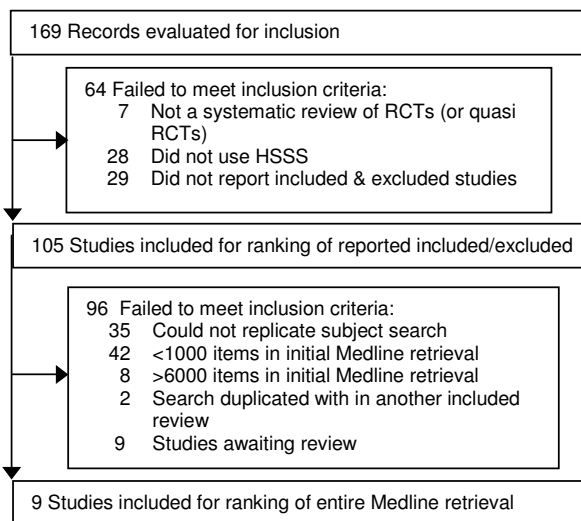 169 Records evaluated for inclusion
64 Failed to meet inclusion criteria:
7 Not a systematic review of RCTs (or quasi
RCTs)
28 Did not use HSSS
29 Did not report included & excluded studies
105 Studies included for ranking of reported included/excluded
96 Failed to meet inclusion criteria:
35 Could not replicate subject search
42 <1000 items in initial Medline retrieval
8 >6000 items in initial Medline retrieval
2 Search duplicated with in another included
review
9 Studies awaiting review
9 Studies included for ranking of entire Medline retrieval